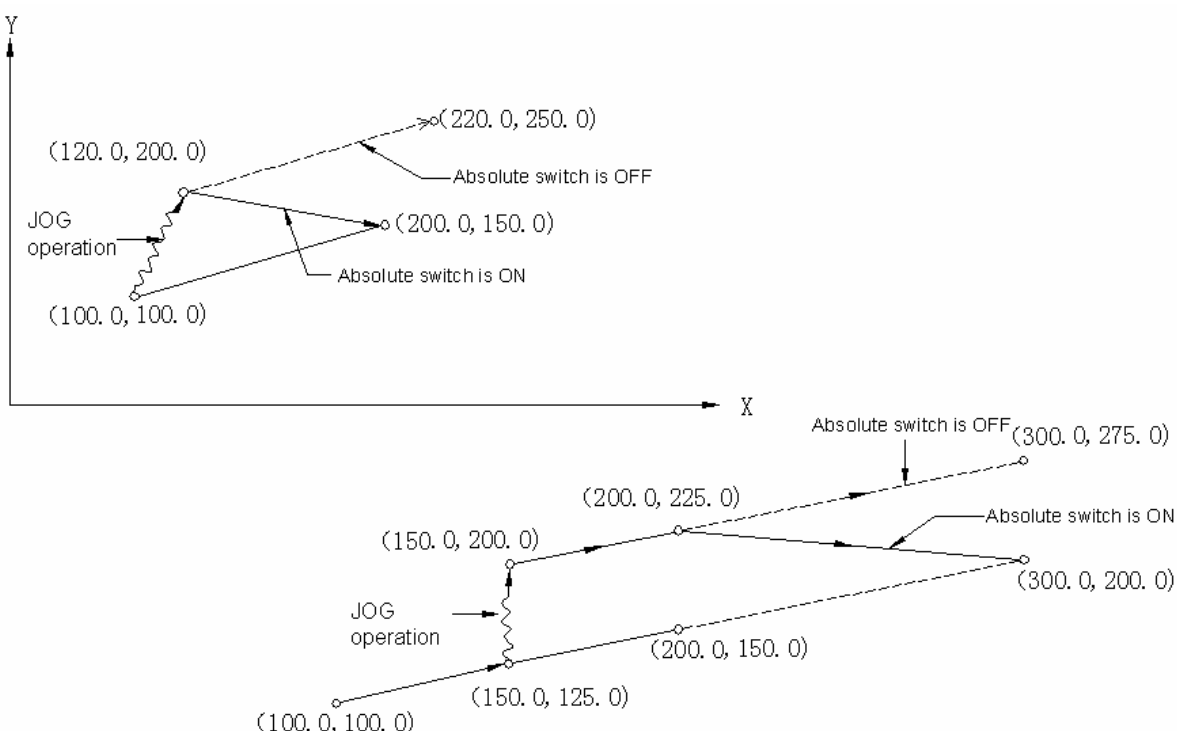 Y
(220.0,250.0)
(120.0,200.0)
Absolute switch is OFF
JOG
operation
(200.0,150.0)
Absolute switch is ON
(100.0,100.0)
X
Absolute switch is OFF
(300.0,275.0)
(200.0,225.0)
Absolute switch is ON
(150.0,200.0)
(300.0,200.0)
JOG
operation
(200.0,150.0)
(150.0,125.0)
(100.0,100.0)